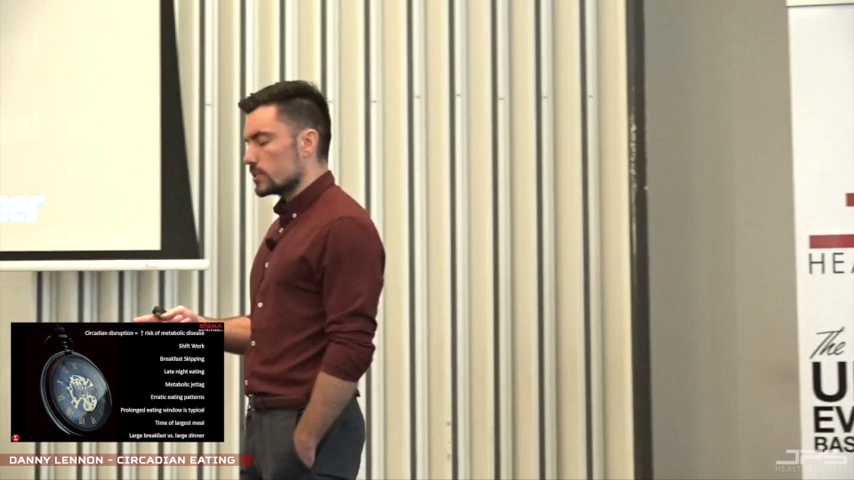 HEA
The
U
EV
BAS
SIGMA
Circadian disruption = ↑ risk of metabolic disease
Shift Work
Breakfast Skipping
Late night eating
Metabolic Jetlag
Erratic eating patterns
Prolonged eating window is typical
Time of largest meal
Large breakfast vs. large dinner
DANNY LENNON - CIRCADIAN EATING
JPS